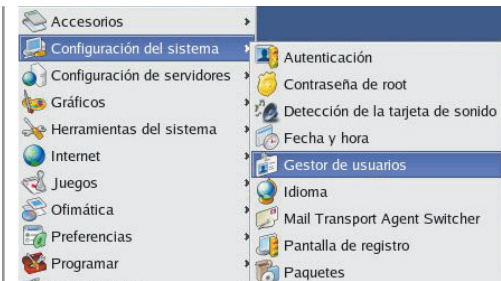 Accesorios
Configuración del sistema
Configuración de servidores
Gráficos
Herramientas del sistema
Internet
Juegos
Ofimática
Preferencias
Programar
Autenticación
Contraseña de root
Detección de la tarjeta de sonido
Fecha y hora
Gestor de usuarios
Idioma
Mail Transport Agent Switcher
Pantalla de registro
Paquetes